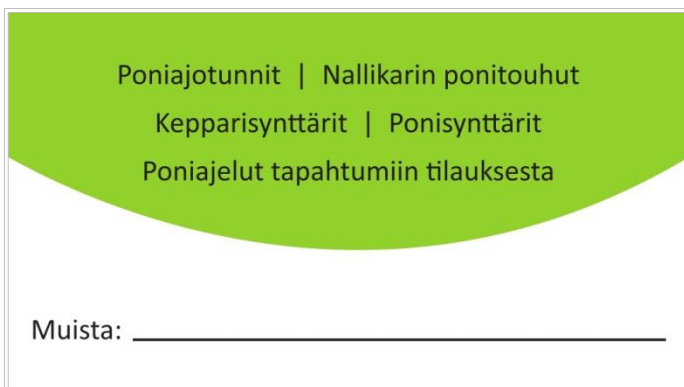 Poniajotunnit | Nallikarin ponitouhut
Kepparisynttärit | Ponisynttärit
Poniajelut tapahtumiin tilauksesta
Muista: